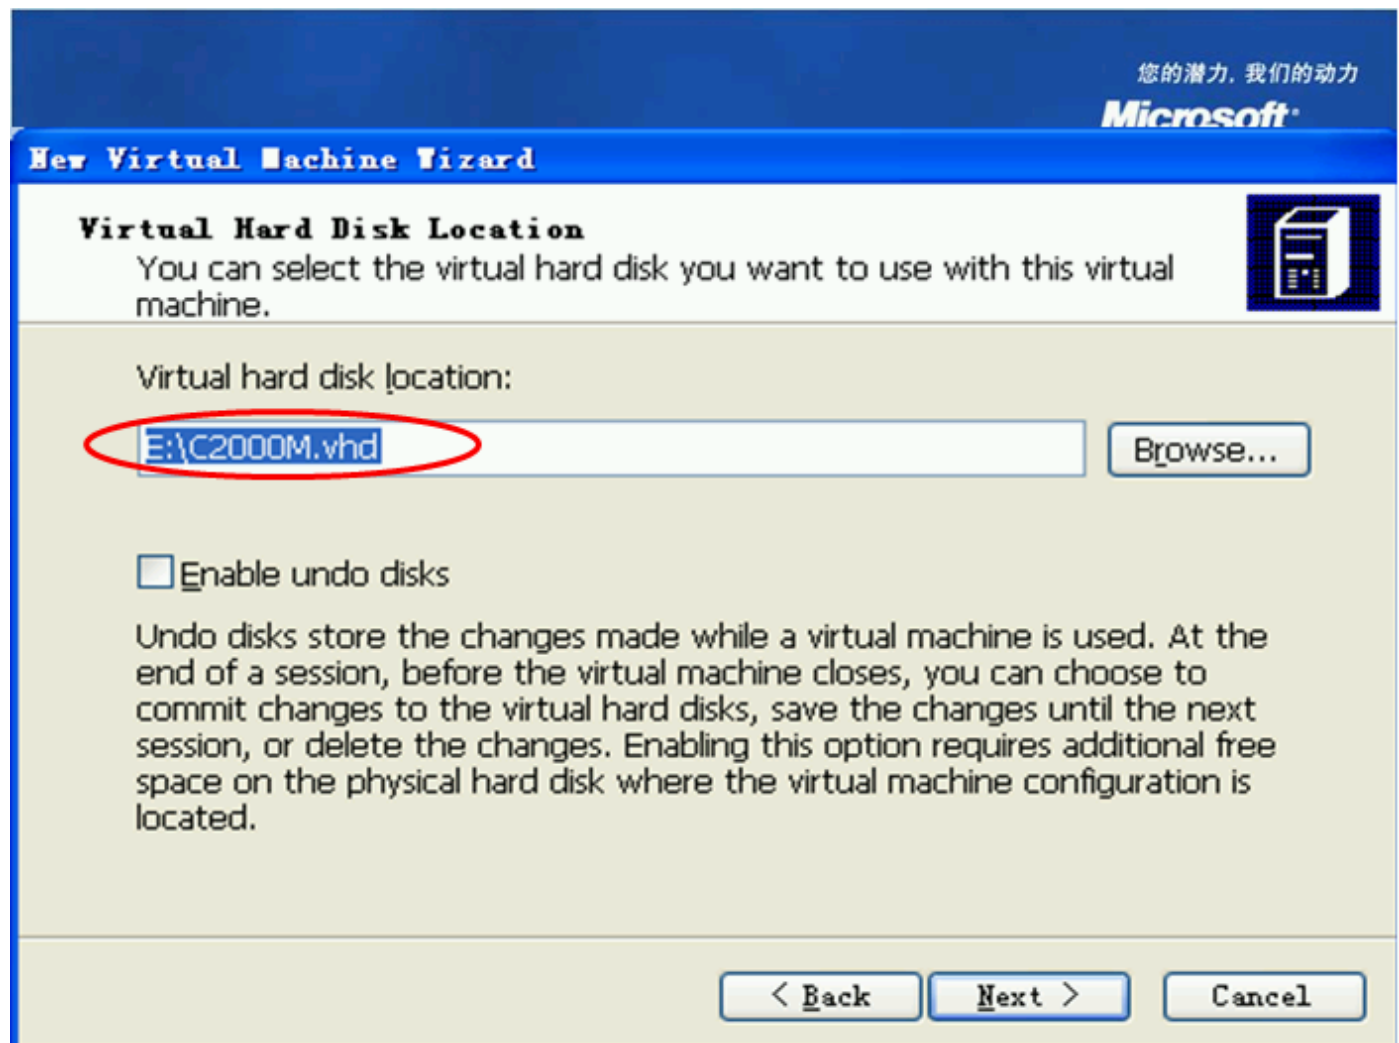 您的潜力, 我们的动力
Microsoft
New Virtual Machine Wizard
Virtual Hard Disk Location
You can select the virtual hard disk you want to use with this virtual
machine.
Virtual hard disk location:
E:\C2000M.vhd
Browse...
Enable undo disks
Undo disks store the changes made while a virtual machine is used. At the
end of a session, before the virtual machine closes, you can choose to
commit changes to the virtual hard disks, save the changes until the next
session, or delete the changes. Enabling this option requires additional free
space on the physical hard disk where the virtual machine configuration is
located.
< Back
Next >
Cancel